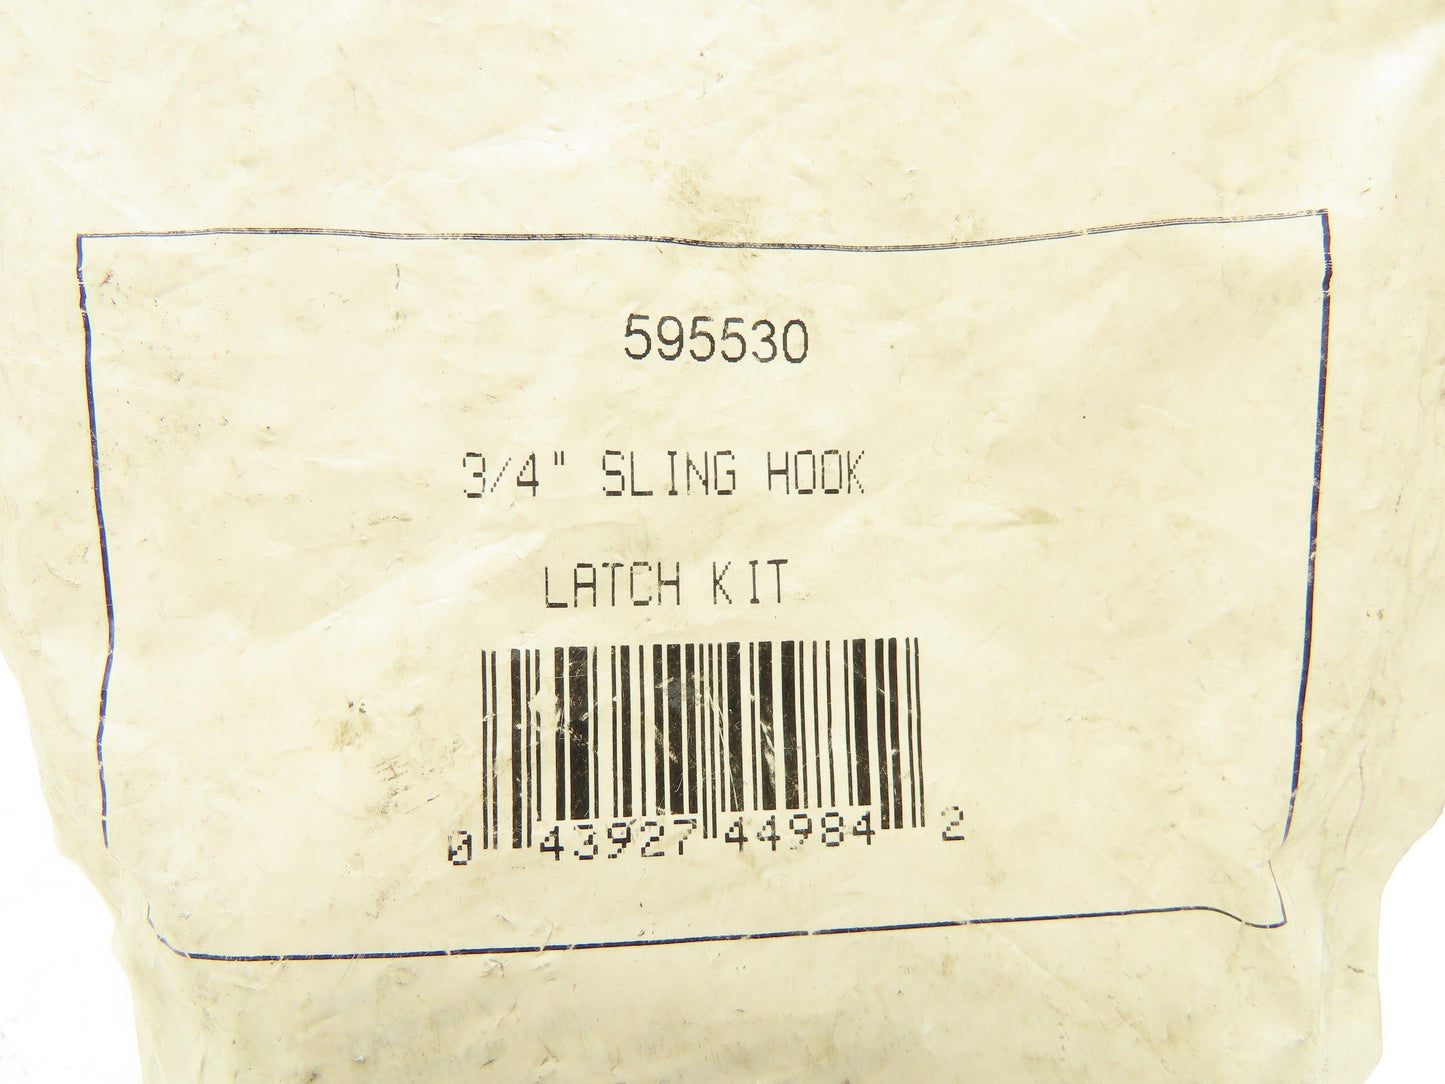 595530
3/4" SLING HOOK
LATCH KIT
0 43927 44984 2